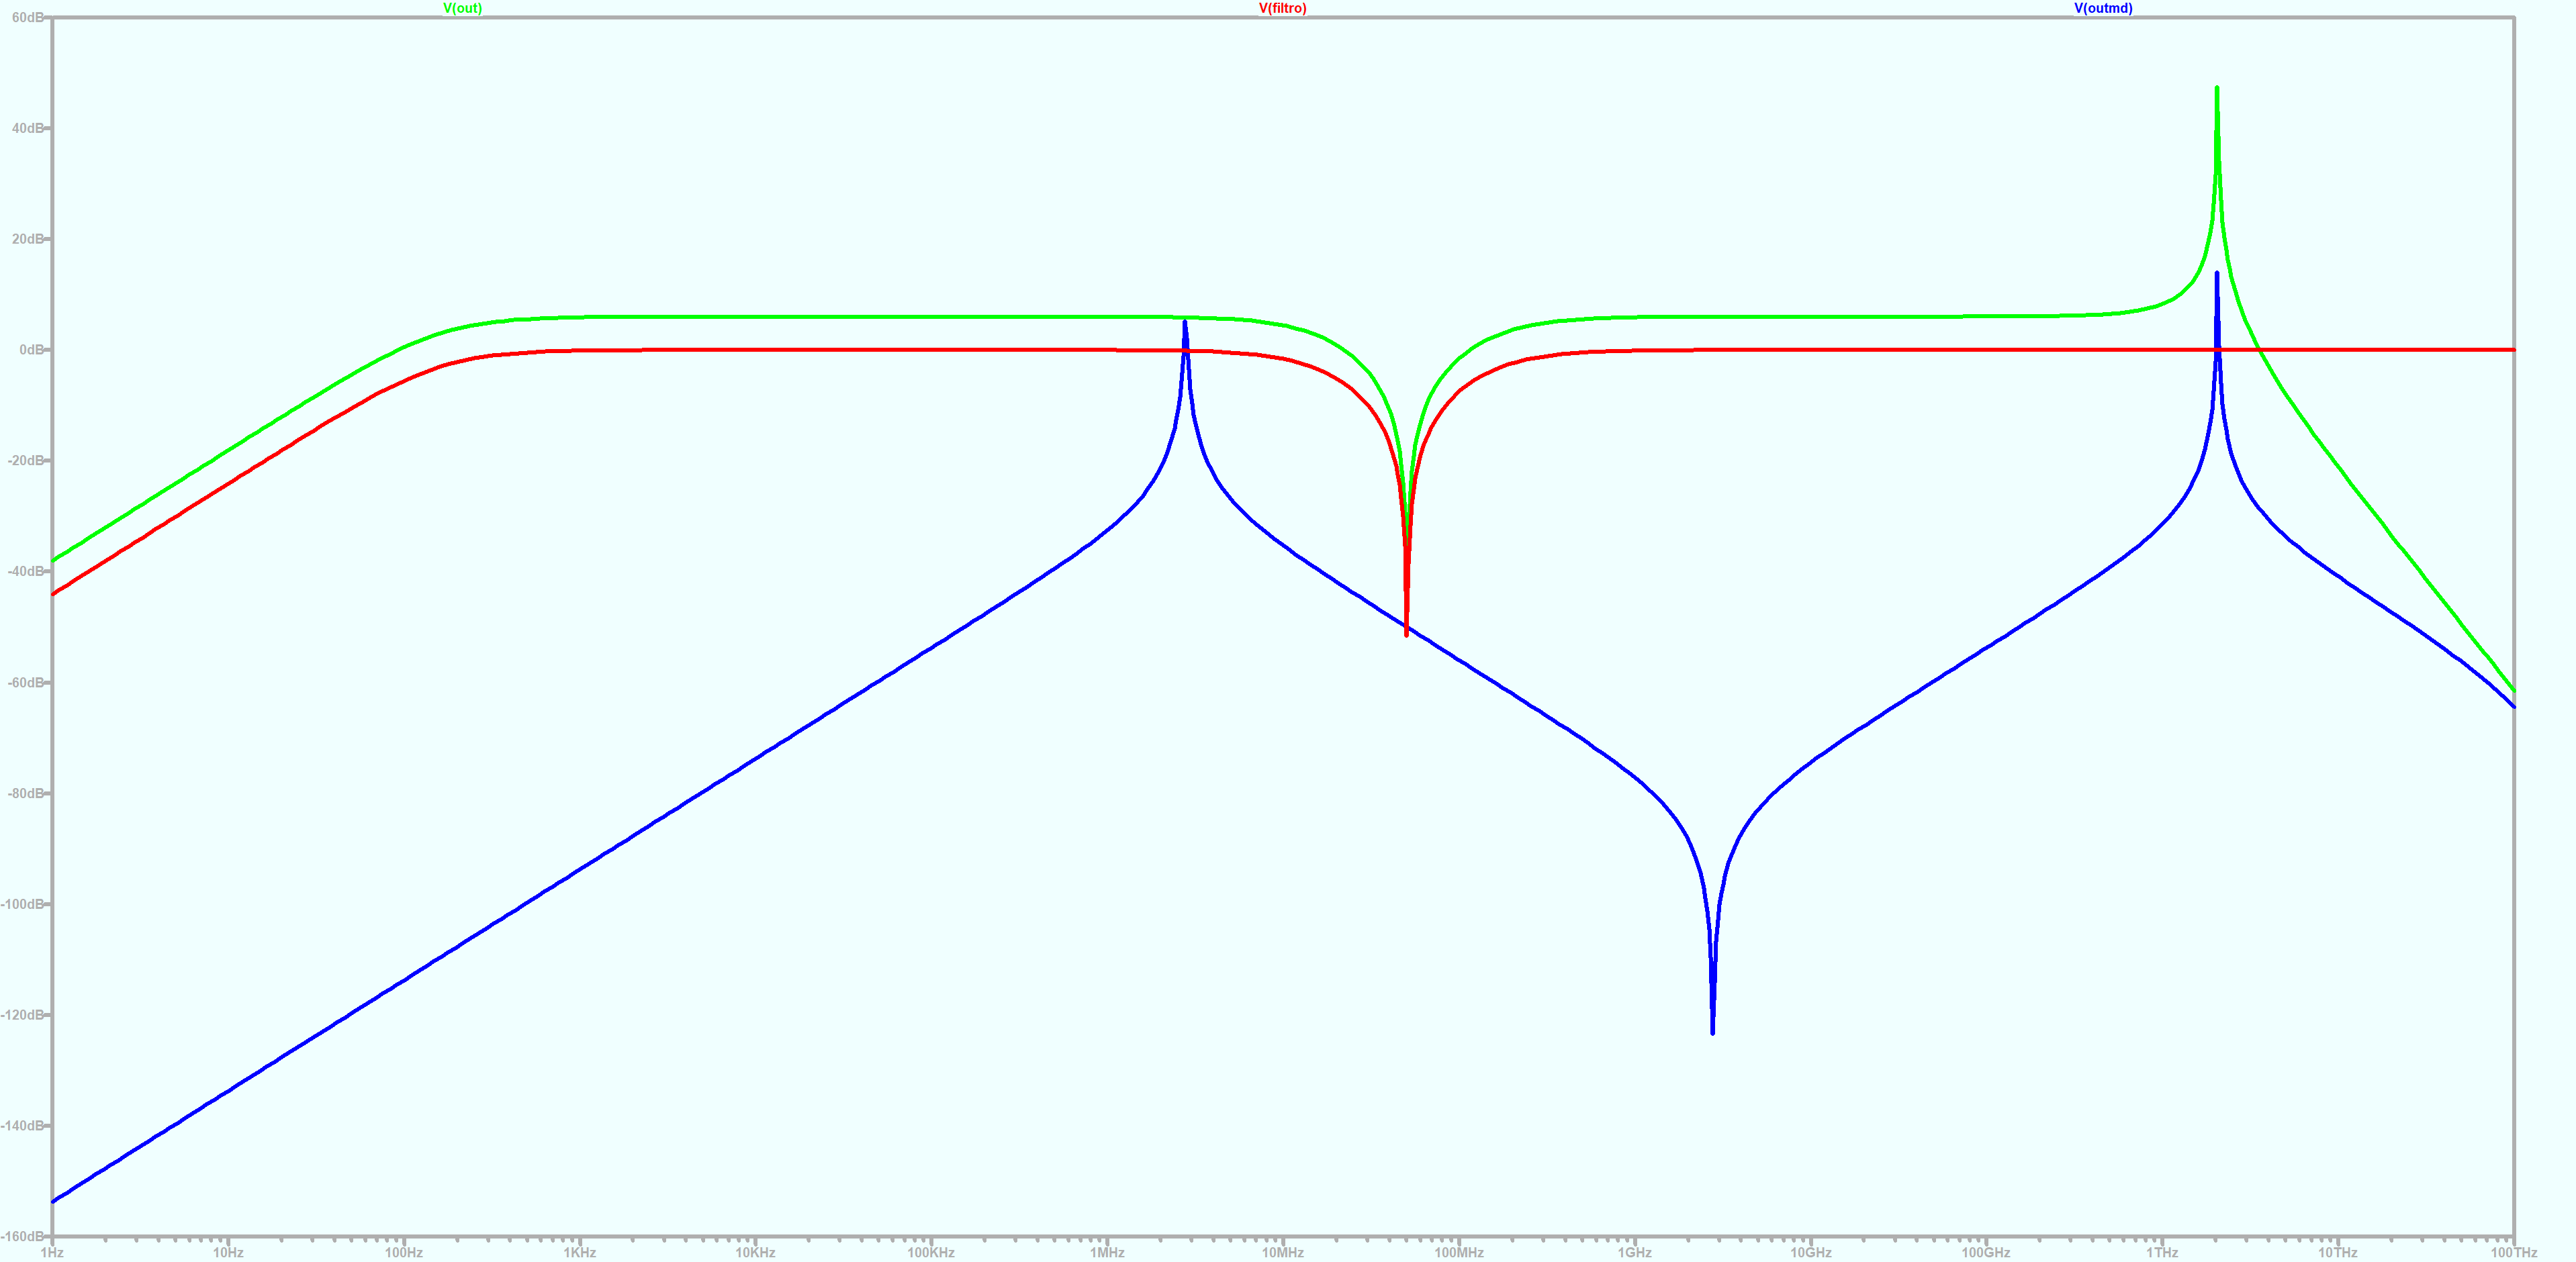 V(out) V(filtro) V(outmd)
60dB
40dB
20dB
0dB
-20dB
-40dB
-60dB
-80dB
-100dB
-120dB
-140dB
-160dB
1Hz 10Hz 100Hz 1KHz 10KHz 100KHz 1MHz 10MHz 100MHz 1GHz 10GHz 100GHz 1THz 10THz 100THz